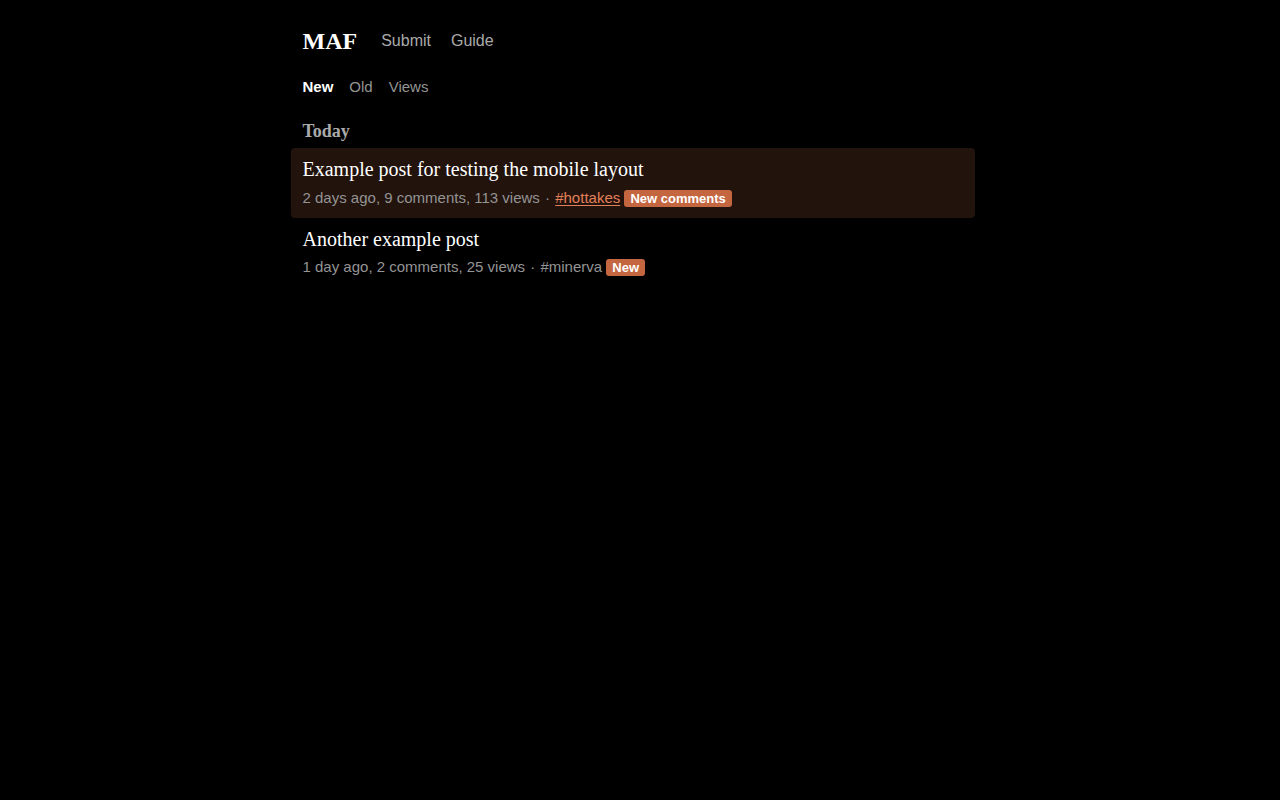 MAF Submit Guide
New Old Views
Today
Example post for testing the mobile layout
2 days ago, 9 comments, 113 views · #hottakes New comments
Another example post
1 day ago, 2 comments, 25 views · #minerva New